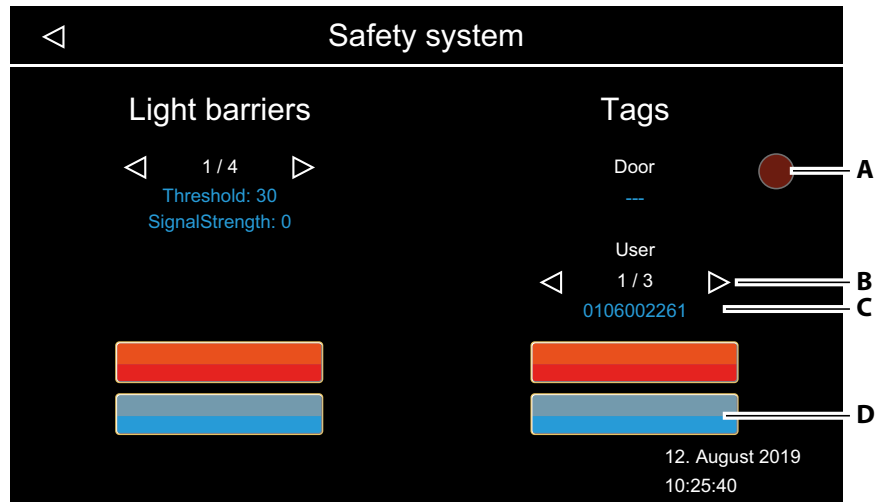 Safety system
Light barriers
1 / 4
Threshold: 30
SignalStrength: 0
Tags
Door
---
User
1 / 3
0106002261
12. August 2019
10:25:40
A
B
C
D